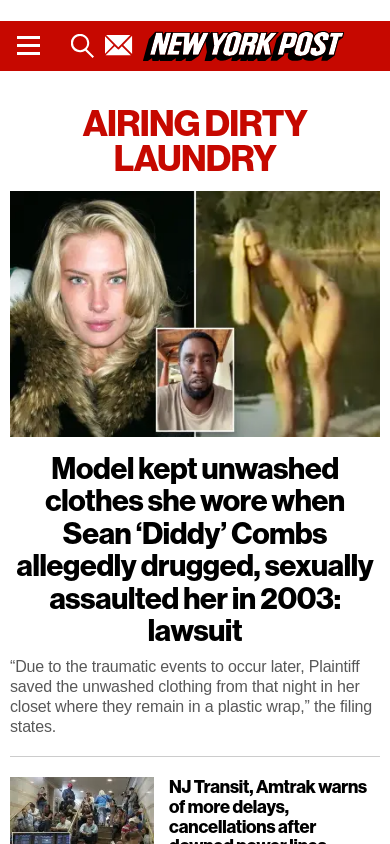 NEW YORK POST
AIRING DIRTY
LAUNDRY
Model kept unwashed
clothes she wore when
Sean ‘Diddy’ Combs
allegedly drugged, sexually
assaulted her in 2003:
lawsuit
“Due to the traumatic events to occur later, Plaintiff
saved the unwashed clothing from that night in her
closet where they remain in a plastic wrap,” the filing
states.
NJ Transit, Amtrak warns
of more delays,
cancellations after
downed power lines